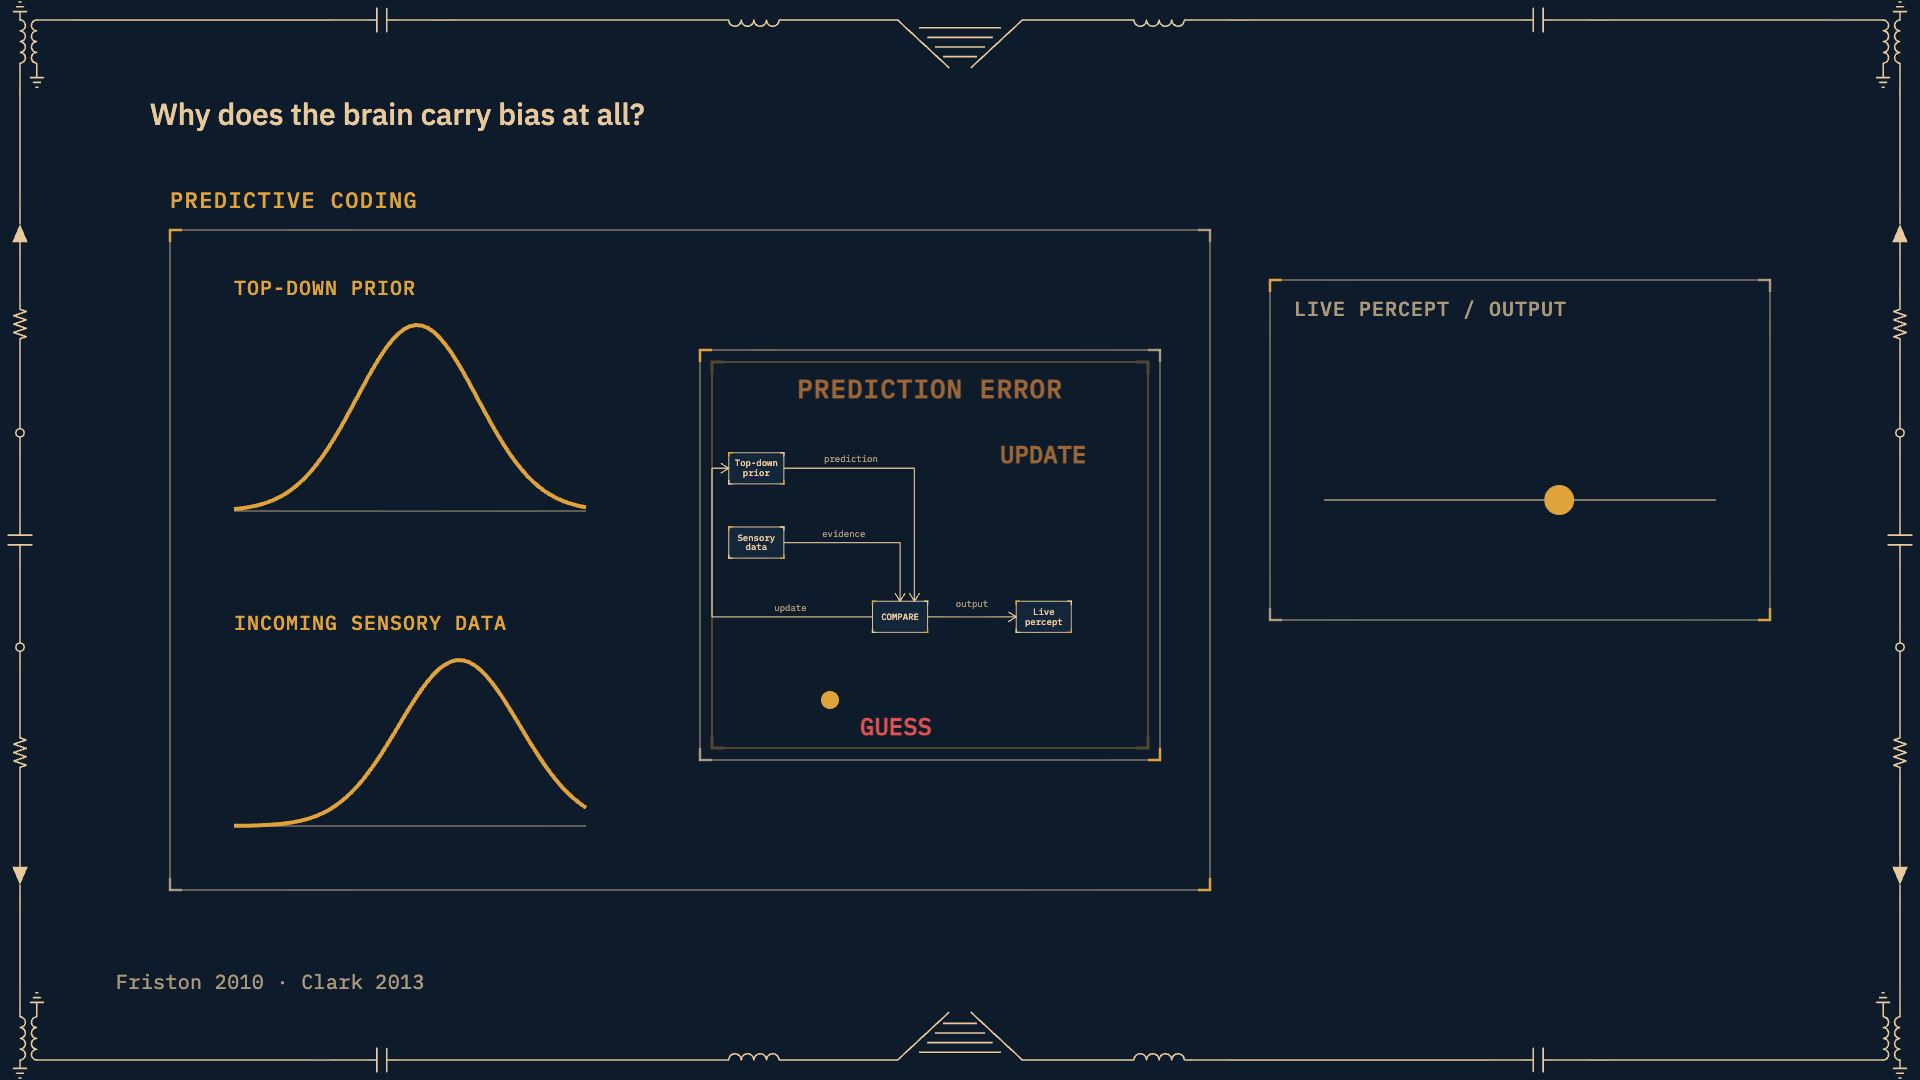 Why does the brain carry bias at all?
PREDICTIVE CODING
TOP-DOWN PRIOR
INCOMING SENSORY DATA
PREDICTION ERROR
UPDATE
Top-down
prior
prediction
Sensory
data
evidence
update
COMPARE
output
Live
percept
GUESS
LIVE PERCEPT / OUTPUT
Friston 2010 · Clark 2013